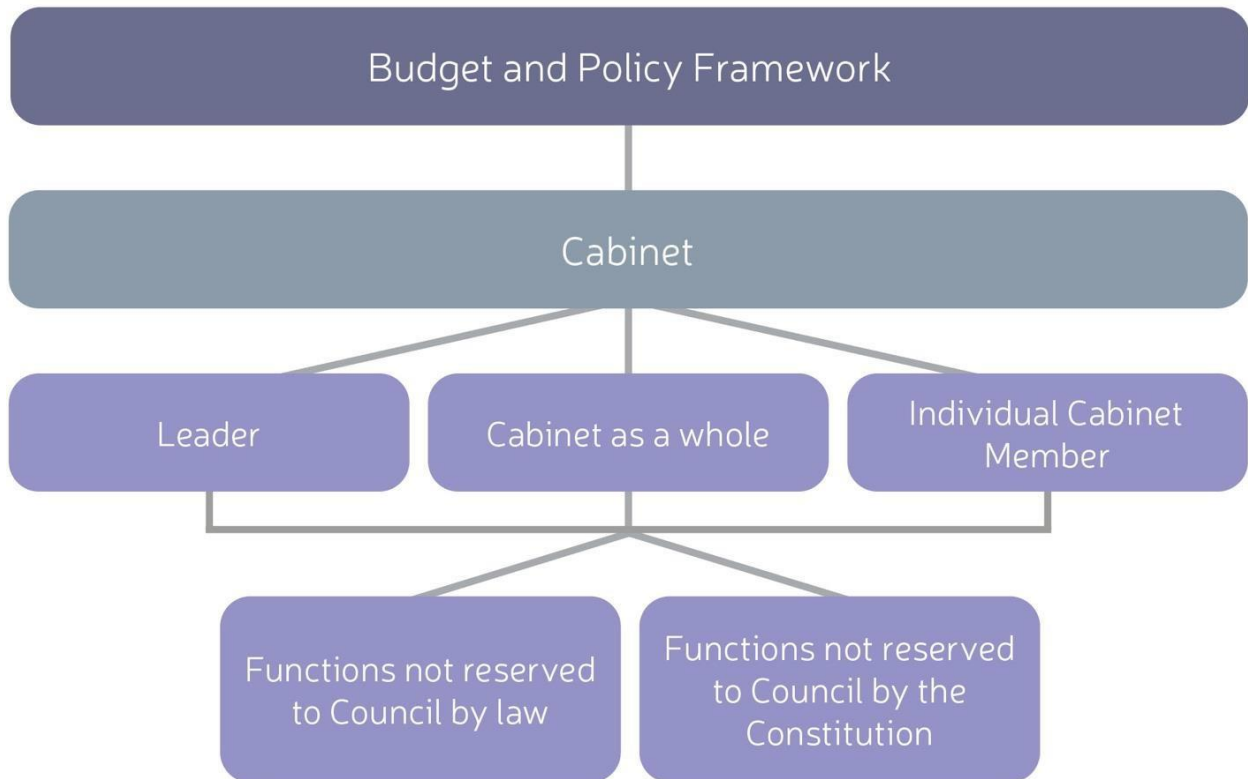 Budget and Policy Framework
Cabinet
Leader
Cabinet as a whole
Individual Cabinet
Member
Functions not reserved
to Council by law
Functions not reserved
to Council by the
Constitution